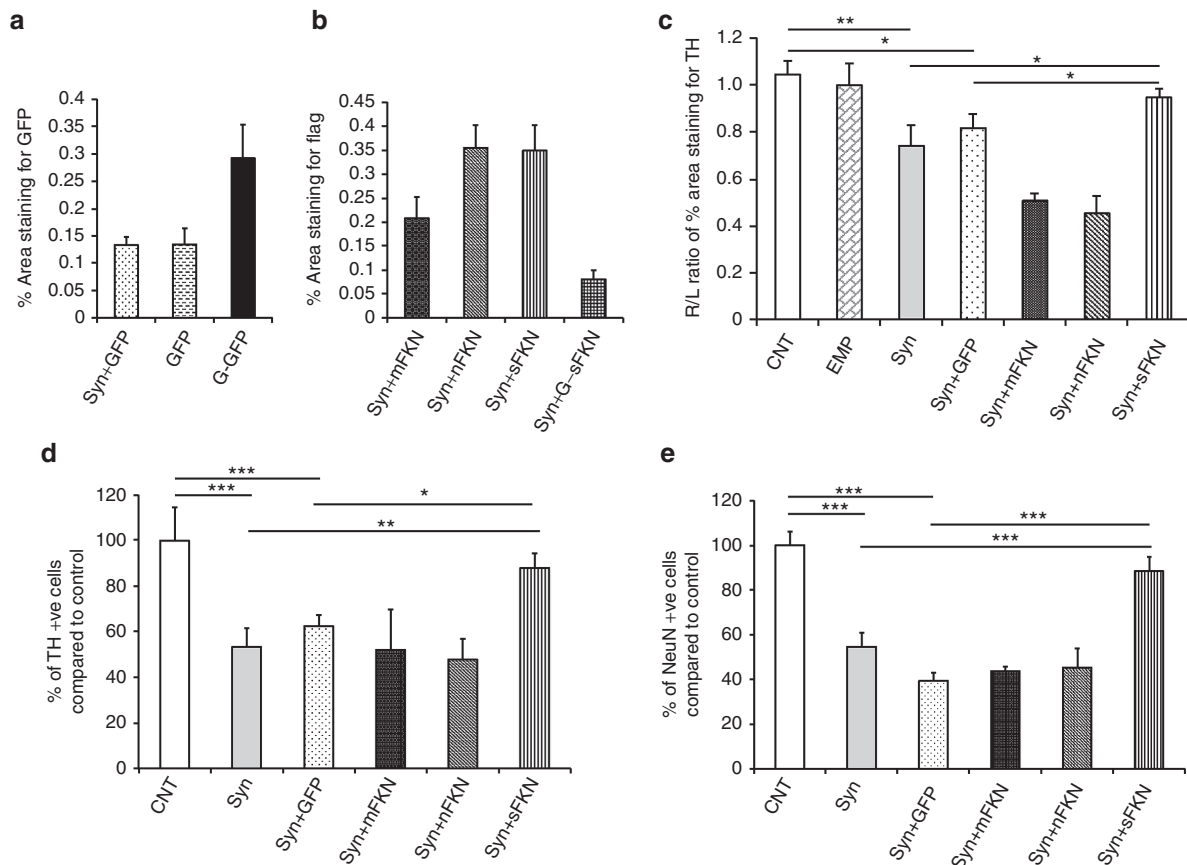 a
% Area staining for GFP
0.4
0.35
0.3
0.25
0.2
0.15
0.1
0.05
0
Syn+GFP
GFP
G-GFP
b
% Area staining for flag
0.45
0.4
0.35
0.3
0.25
0.2
0.15
0.1
0.05
0
Syn+mFKN
Syn+nFKN
Syn+sFKN
Syn+G–sFKN
c
R/L ratio of % area staining for TH
1.2
1.0
0.8
0.6
0.4
0.2
0
**
*
*
*
CNT
EMP
Syn
Syn+GFP
Syn+mFKN
Syn+nFKN
Syn+sFKN
d
% of TH +ve cells
compared to control
120
100
80
60
40
20
0
***
***
*
**
CNT
Syn
Syn+GFP
Syn+mFKN
Syn+nFKN
Syn+sFKN
e
% of NeuN +ve cells
compared to control
120
100
80
60
40
20
0
***
***
***
***
CNT
Syn
Syn+GFP
Syn+mFKN
Syn+nFKN
Syn+sFKN